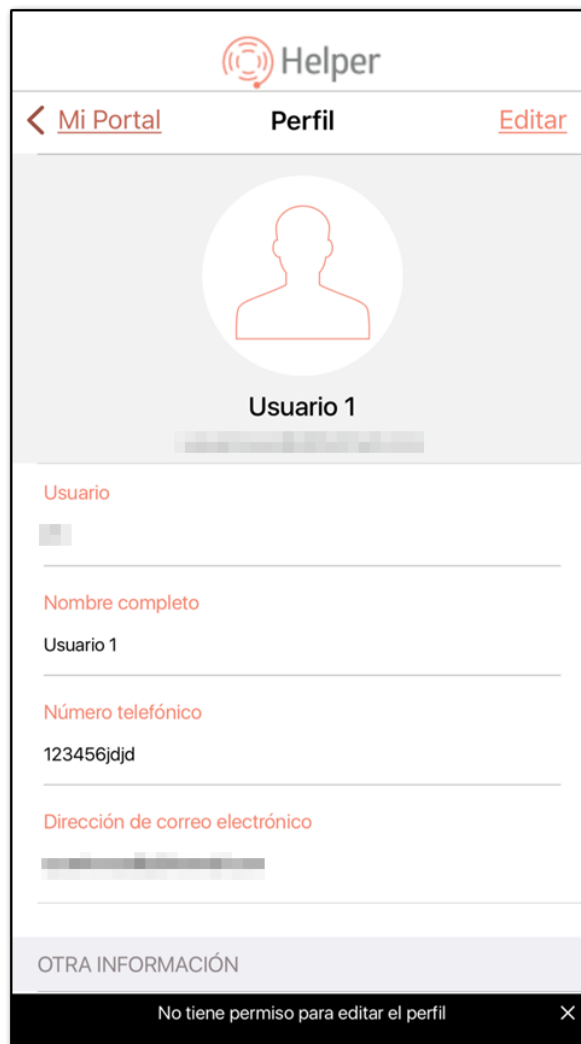 Helper
Mi Portal
Perfil
Editar
Usuario 1
Usuario
Nombre completo
Usuario 1
Número telefónico
123456jdjd
Dirección de correo electrónico
OTRA INFORMACIÓN
No tiene permiso para editar el perfil